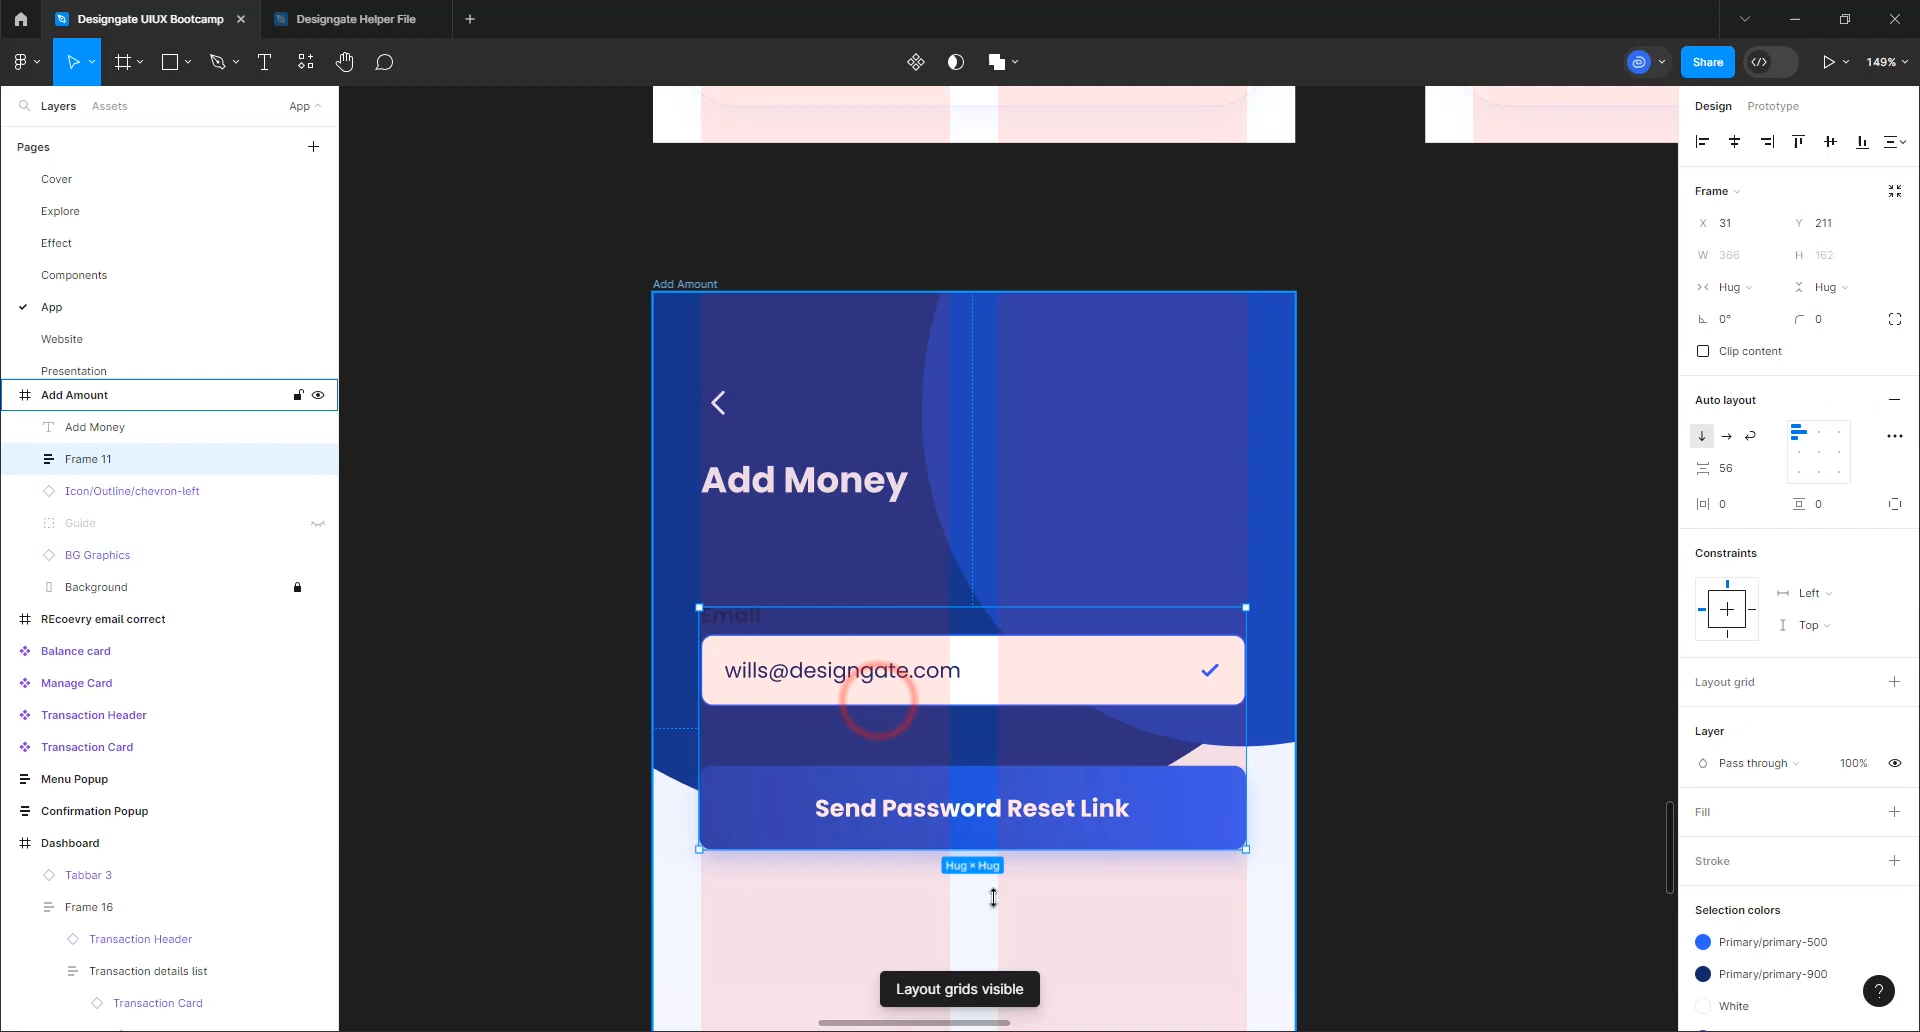 Designgate UIUX Bootcamp
Designgate Helper File
Share
149%
Layers
Assets
App
Pages
Cover
Explore
Effect
Components
App
Website
Presentation
Add Amount
Add Money
Frame 11
Icon/Outline/chevron-left
Guide
BG Graphics
Background
REcoevry email correct
Balance card
Manage Card
Transaction Header
Transaction Card
Menu Popup
Confirmation Popup
Dashboard
Tabbar 3
Frame 16
Transaction Header
Transaction details list
Transaction Card
Add Amount
Add Money
Email
wills@designgate.com
Send Password Reset Link
Hug × Hug
Layout grids visible
Design
Prototype
Frame
X 31
Y 211
W 366
H 162
Hug
Hug
0°
0
Clip content
Auto layout
56
0
0
Constraints
Left
Top
Layout grid
Layer
Pass through
100%
Fill
Stroke
Selection colors
Primary/primary-500
Primary/primary-900
White
?